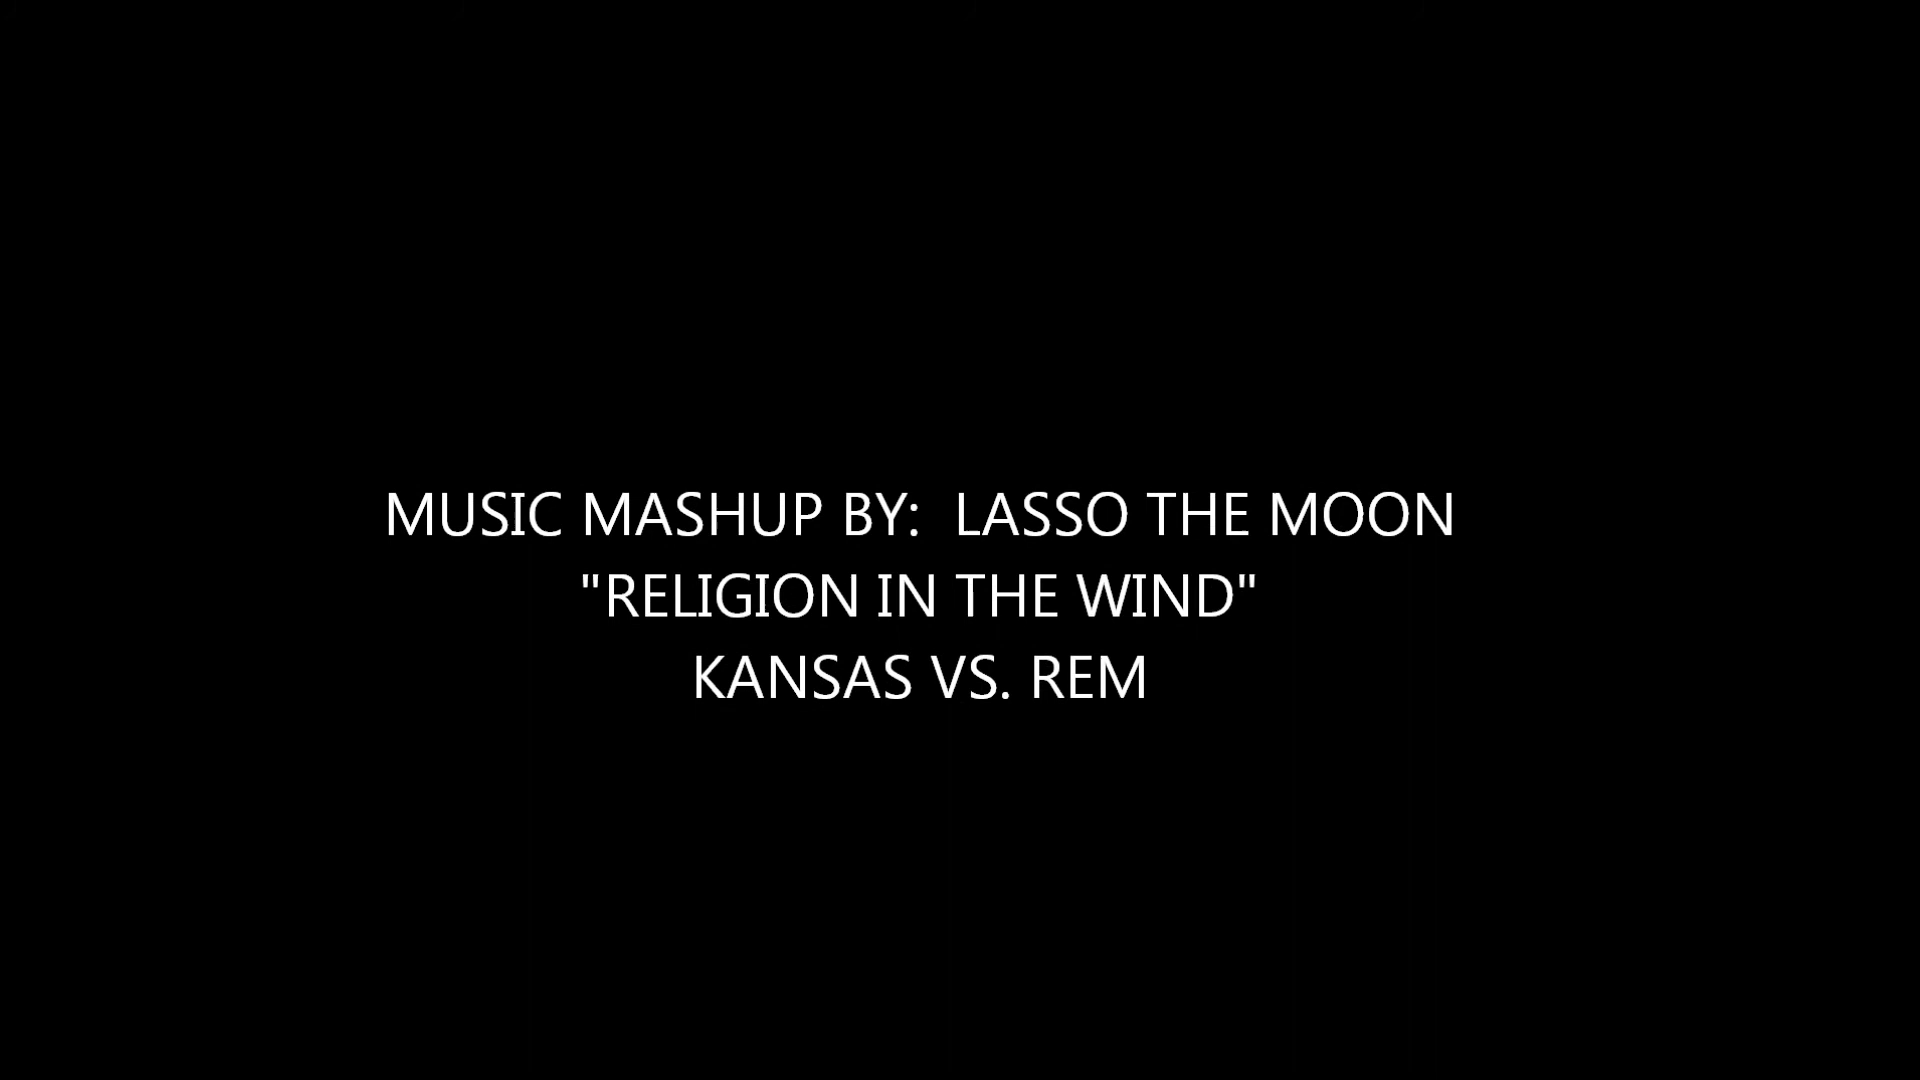 MUSIC MASHUP BY:  LASSO THE MOON
"RELIGION IN THE WIND"
KANSAS VS. REM